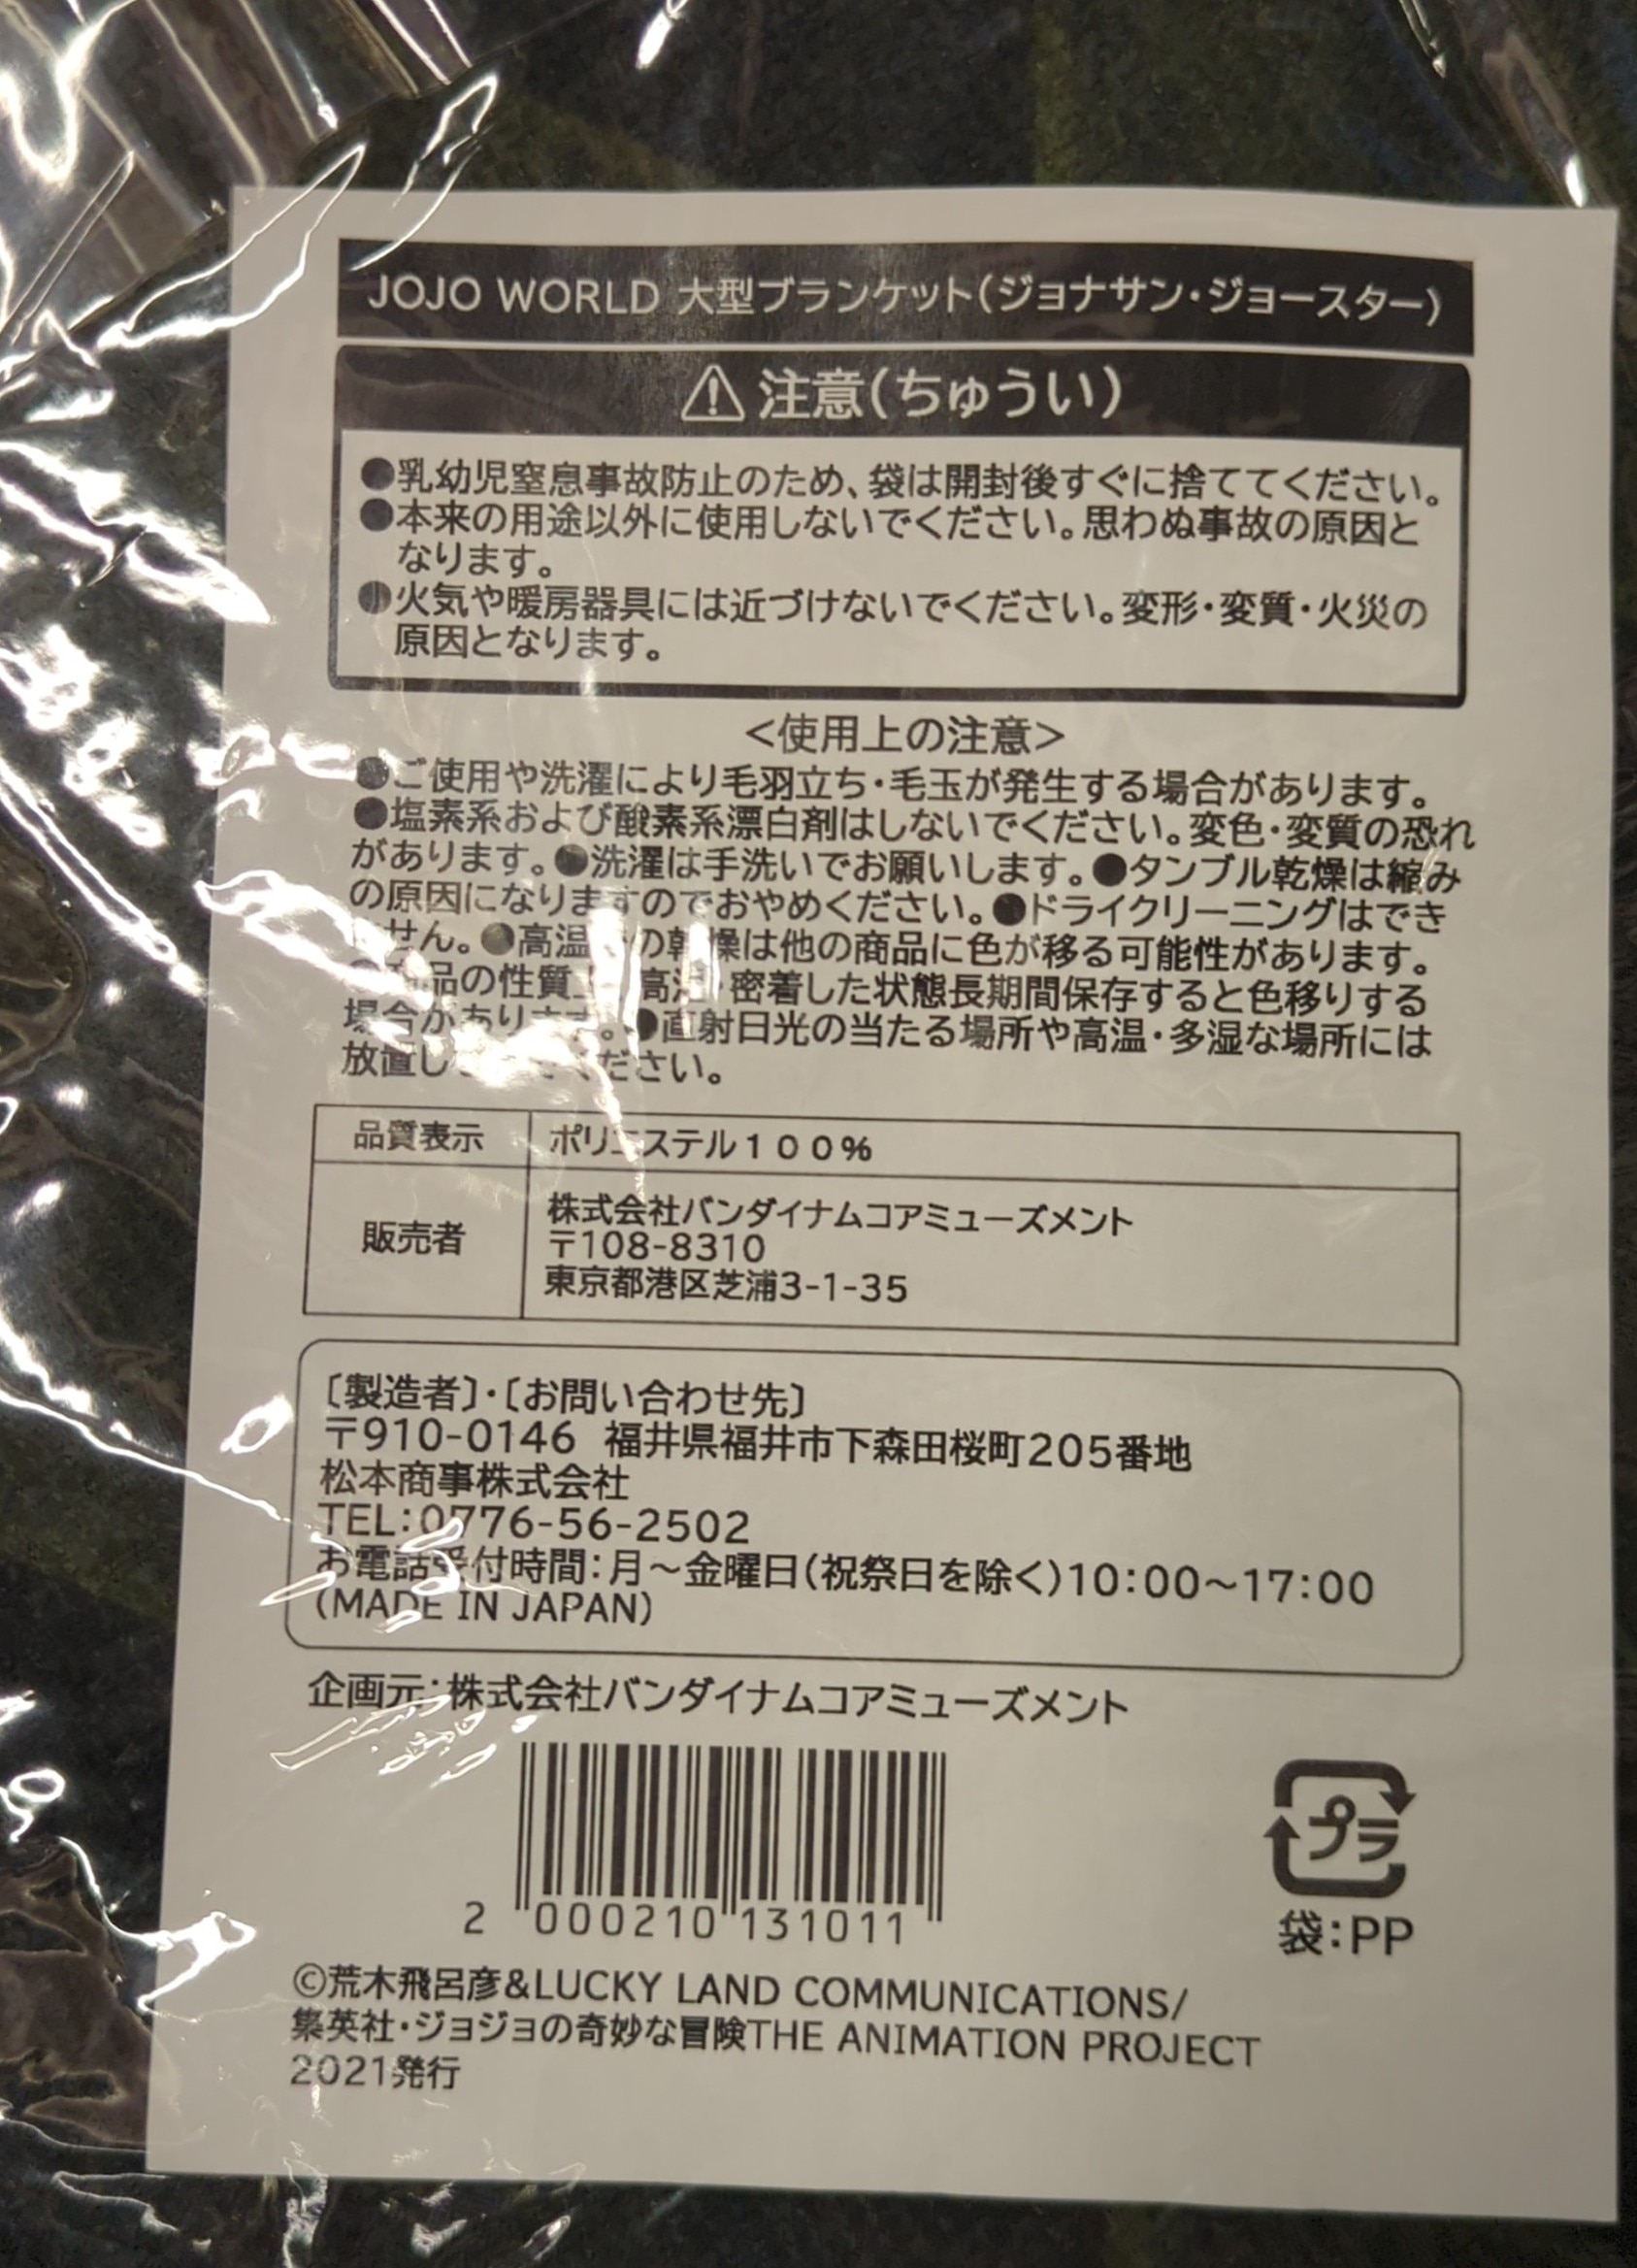 JOJO WORLD 大型ブランケット(ジョナサン・ジョースター)
⚠注意(ちゅうい)
●乳幼児窒息事故防止のため、袋は開封後すぐに捨ててください。
●本来の用途以外に使用しないでください。思わぬ事故の原因と
なります。
●火気や暖房器具には近づけないでください。変形・変質・火災の
原因となります。
<使用上の注意>
●ご使用や洗濯により毛羽立ち・毛玉が発生する場合があります。
●塩素系および酸素系漂白剤はしないでください。変色・変質の恐れ
があります。●洗濯は手洗いでお願いします。●タンブル乾燥は縮み
の原因になりますのでおやめください。●ドライクリーニングはでき
ません。●高温での乾燥は他の商品に色が移る可能性があります。
品の性質 密着した状態長期間保存すると色移りする
場合があります。●直射日光の当たる場所や高温・多湿な場所には
放置し ください。
品質表示 ポリエステル100%
販売者
株式会社バンダイナムコアミューズメント
〒108-8310
東京都港区芝浦3-1-35
〔製造者〕・〔お問い合わせ先〕
〒910-0146 福井県福井市下森田桜町205番地
松本商事株式会社
TEL:0776-56-2502
お電話受付時間:月〜金曜日(祝祭日を除く)10:00〜17:00
(MADE IN JAPAN)
企画元:株式会社バンダイナムコアミューズメント
2 000210 131011
プラ
袋:PP
©荒木飛呂彦&LUCKY LAND COMMUNICATIONS/
集英社・ジョジョの奇妙な冒険THE ANIMATION PROJECT
2021発行